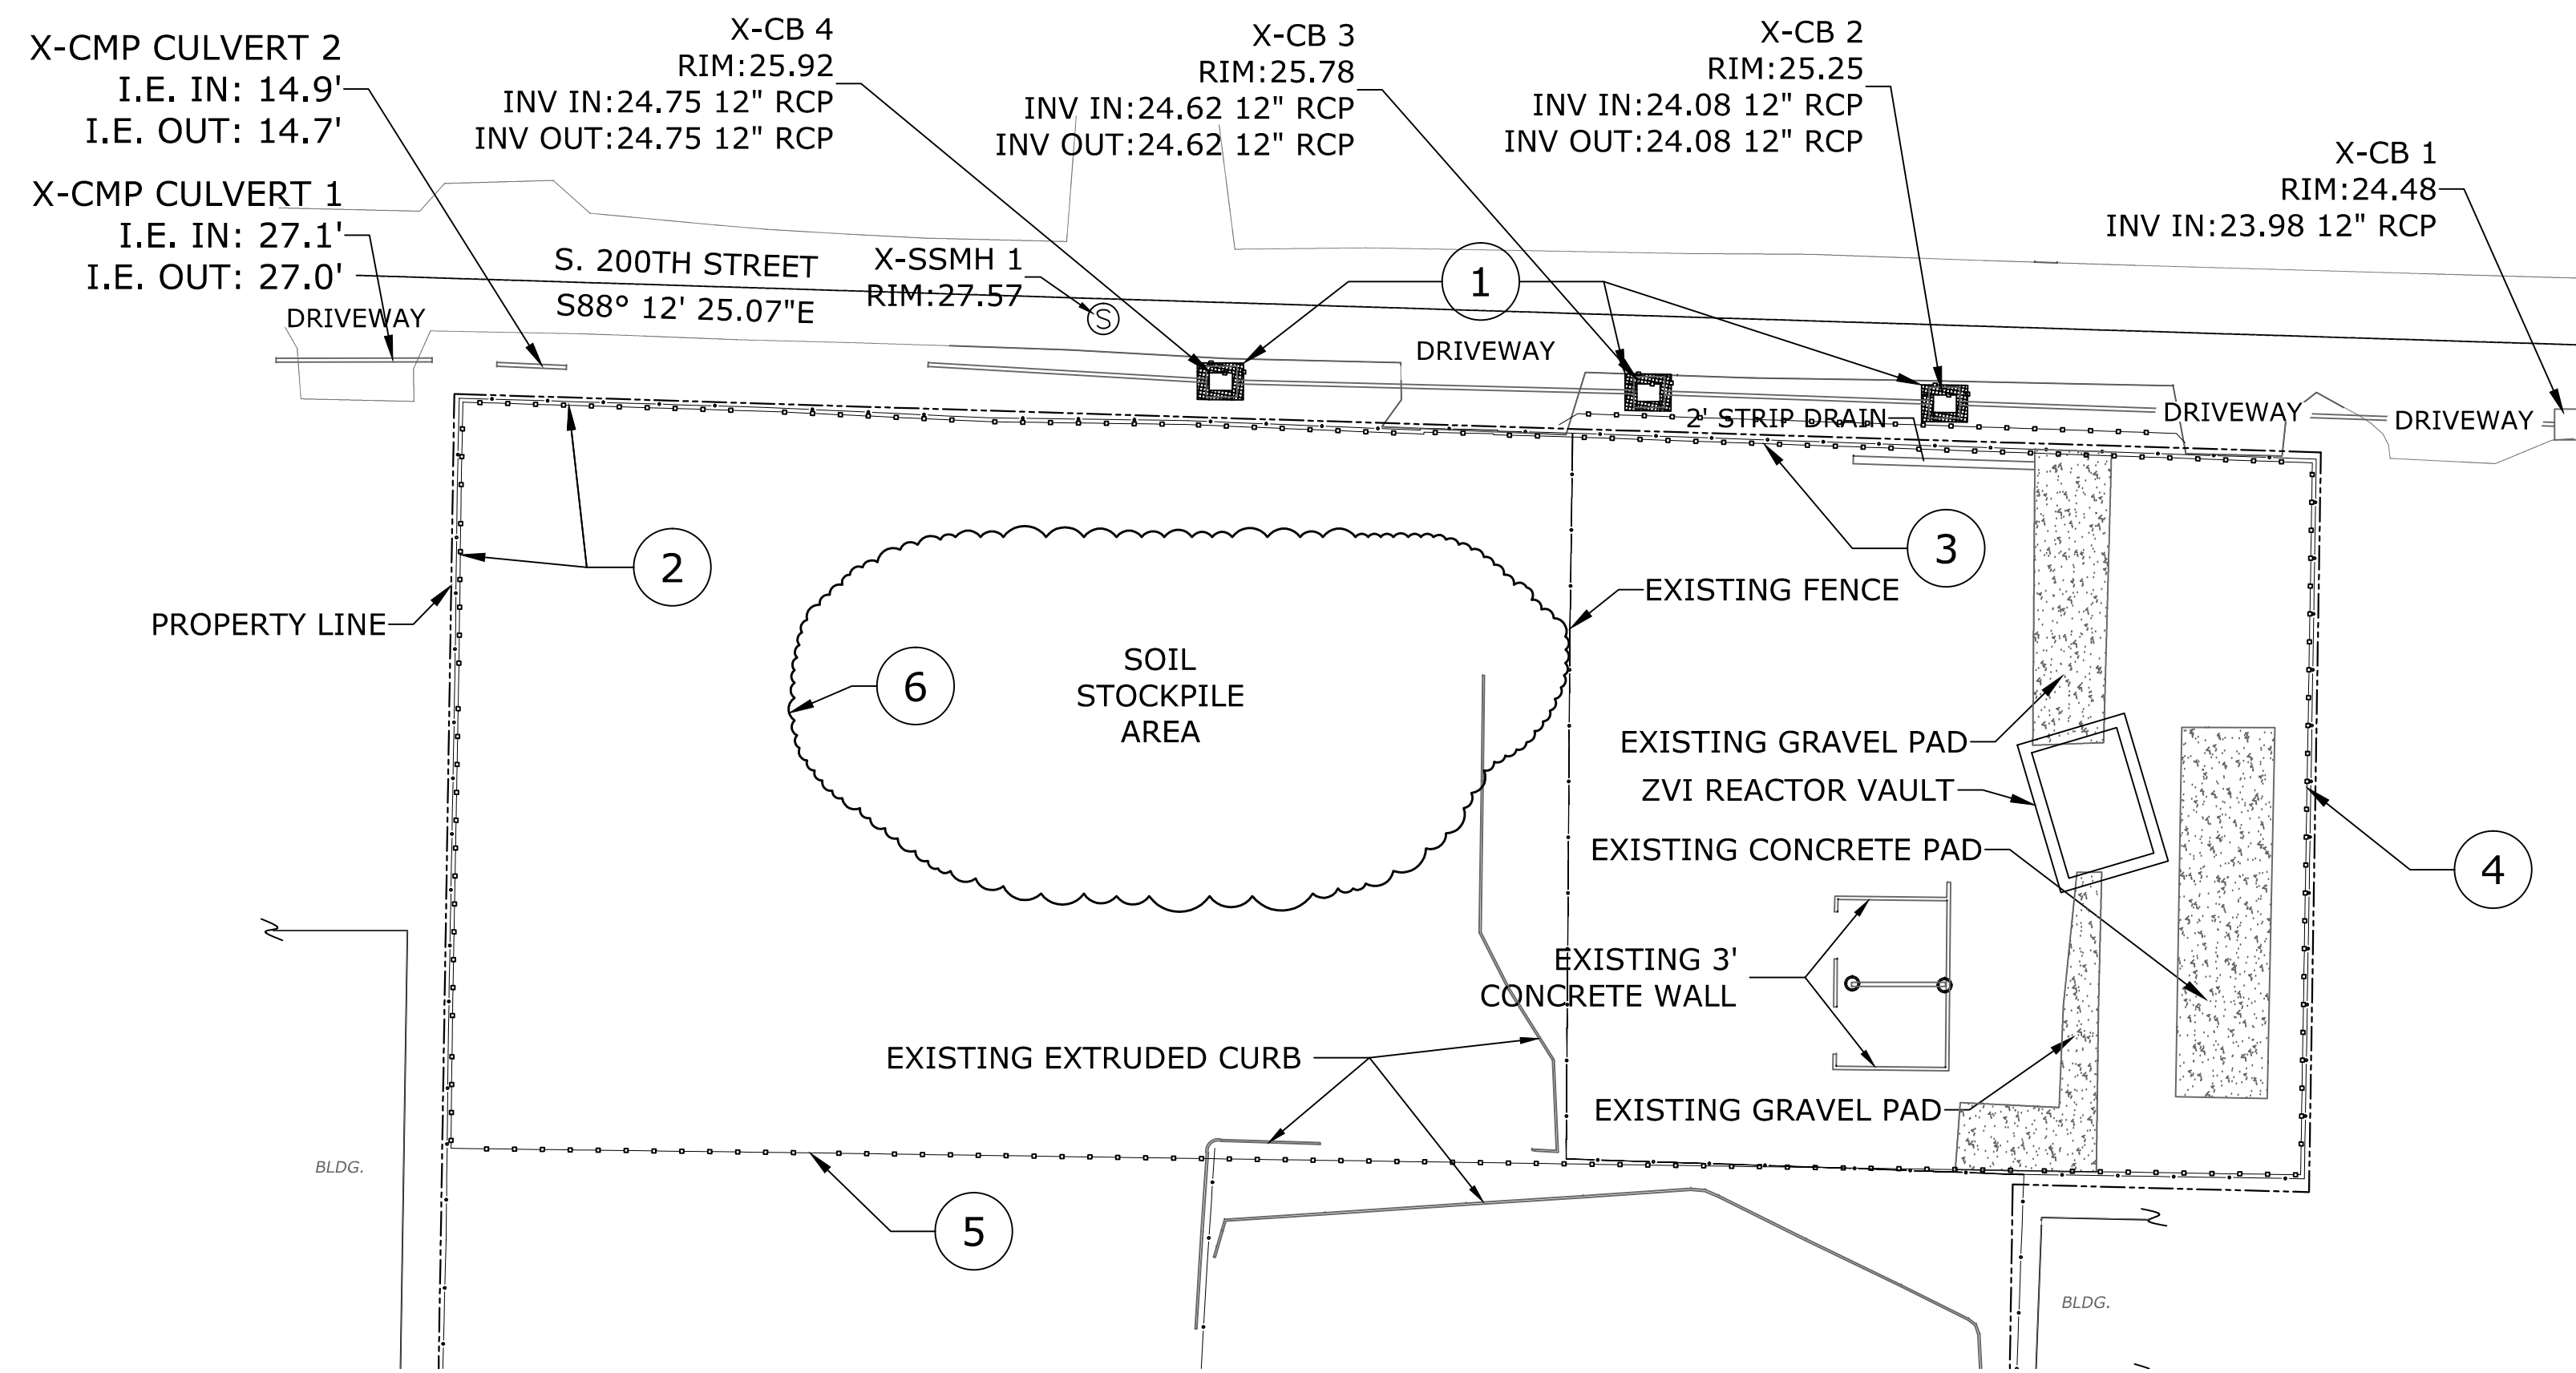 X-CMP CULVERT 2
I.E. IN: 14.9'
I.E. OUT: 14.7'
X-CMP CULVERT 1
I.E. IN: 27.1'
I.E. OUT: 27.0'
X-CB 4
RIM:25.92
INV IN:24.75 12" RCP
INV OUT:24.75 12" RCP
X-CB 3
RIM:25.78
INV IN:24.62 12" RCP
INV OUT:24.62 12" RCP
X-CB 2
RIM:25.25
INV IN:24.08 12" RCP
INV OUT:24.08 12" RCP
X-CB 1
RIM:24.48
INV IN:23.98 12" RCP
S. 200TH STREET
S88° 12' 25.07"E
X-SSMH 1
RIM:27.57
S
1
DRIVEWAY
DRIVEWAY
DRIVEWAY
DRIVEWAY
2' STRIP DRAIN
2
3
PROPERTY LINE
EXISTING FENCE
6
SOIL
STOCKPILE
AREA
EXISTING GRAVEL PAD
ZVI REACTOR VAULT
EXISTING CONCRETE PAD
4
EXISTING 3'
CONCRETE WALL
EXISTING EXTRUDED CURB
EXISTING GRAVEL PAD
BLDG.
5
BLDG.